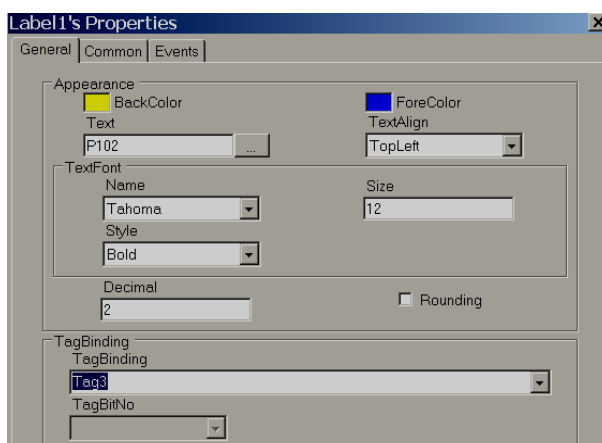 Label1's Properties
General Common Events
Appearance
BackColor ForeColor
Text TextAlign
P102 ... TopLeft
TextFont
Name Size
Tahoma 12
Style
Bold
Decimal
2 Rounding
TagBinding
TagBinding
Tag3
TagBitNo